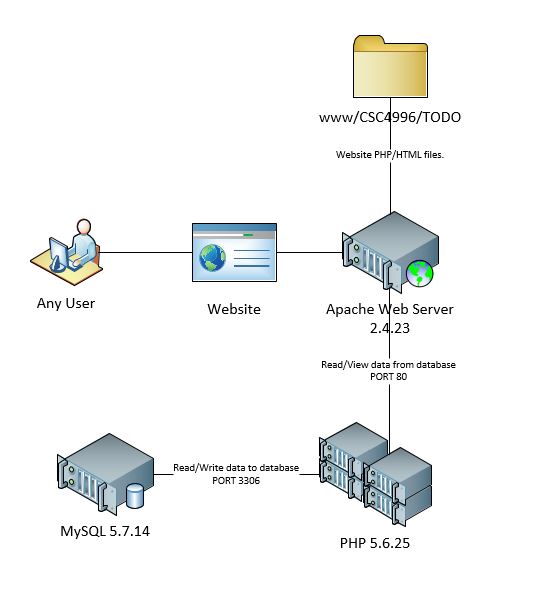 www/CSC4996/TODO
Website PHP/HTML files.
Any User
Website
Apache Web Server
2.4.23
Read/View data from database
PORT 80
Read/Write data to database
PORT 3306
MySQL 5.7.14
PHP 5.6.25